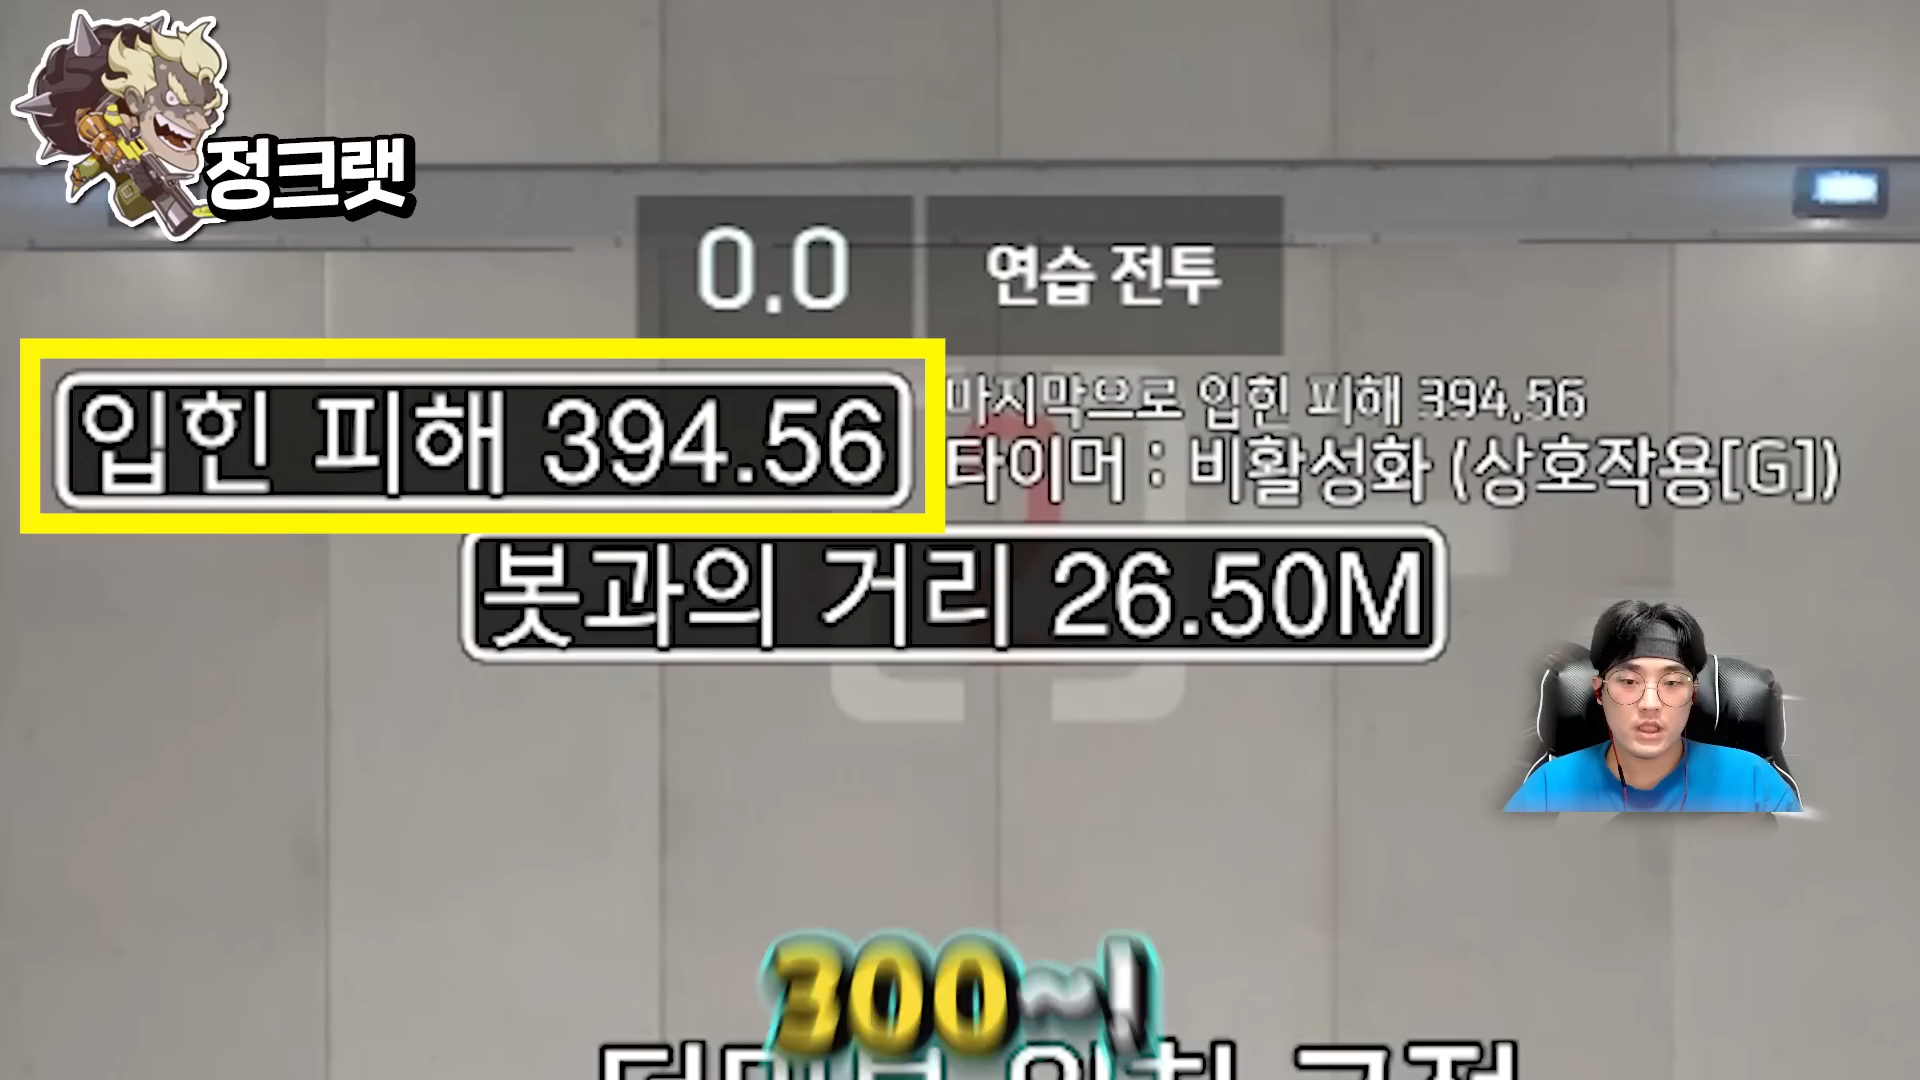 정크랫
0.0
연습 전투
입힌 피해 394.56
마지막으로 입힌 피해 394.56
타이머 : 비활성화 (상호작용[G])
봇과의 거리 26.50M
300~!